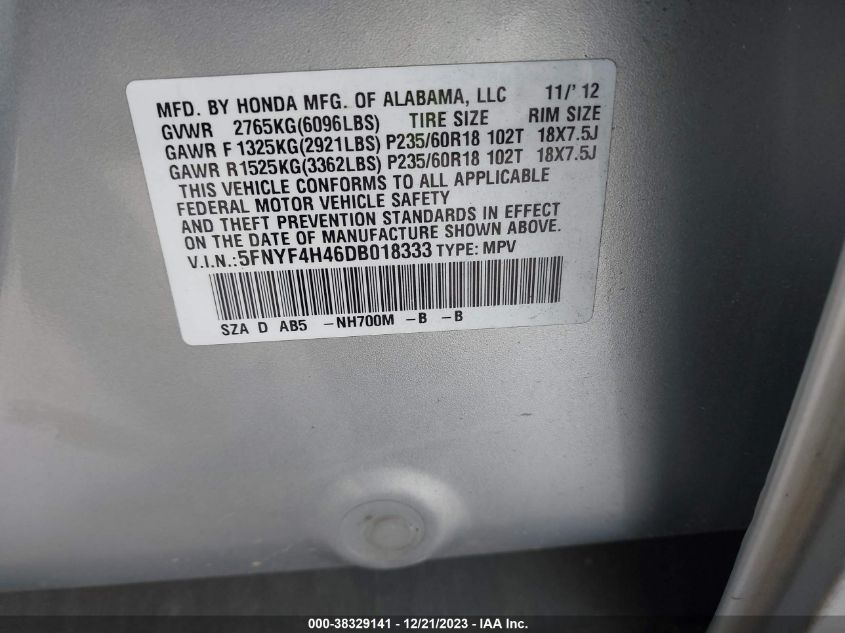 MFD. BY HONDA MFG. OF ALABAMA, LLC 11/'12
GVWR 2765KG(6096LBS) TIRE SIZE RIM SIZE
GAWR F 1325KG(2921LBS) P235/60R18 102T 18X7.5J
GAWR R1525KG(3362LBS) P235/60R18 102T 18X7.5J
THIS VEHICLE CONFORMS TO ALL APPLICABLE
FEDERAL MOTOR VEHICLE SAFETY
AND THEFT PREVENTION STANDARDS IN EFFECT
ON THE DATE OF MANUFACTURE SHOWN ABOVE.
V.I.N.:5FNYF4H46DB018333 TYPE: MPV
SZA D AB5 -NH700M -B -B
000-38329141 - 12/21/2023 - IAA Inc.